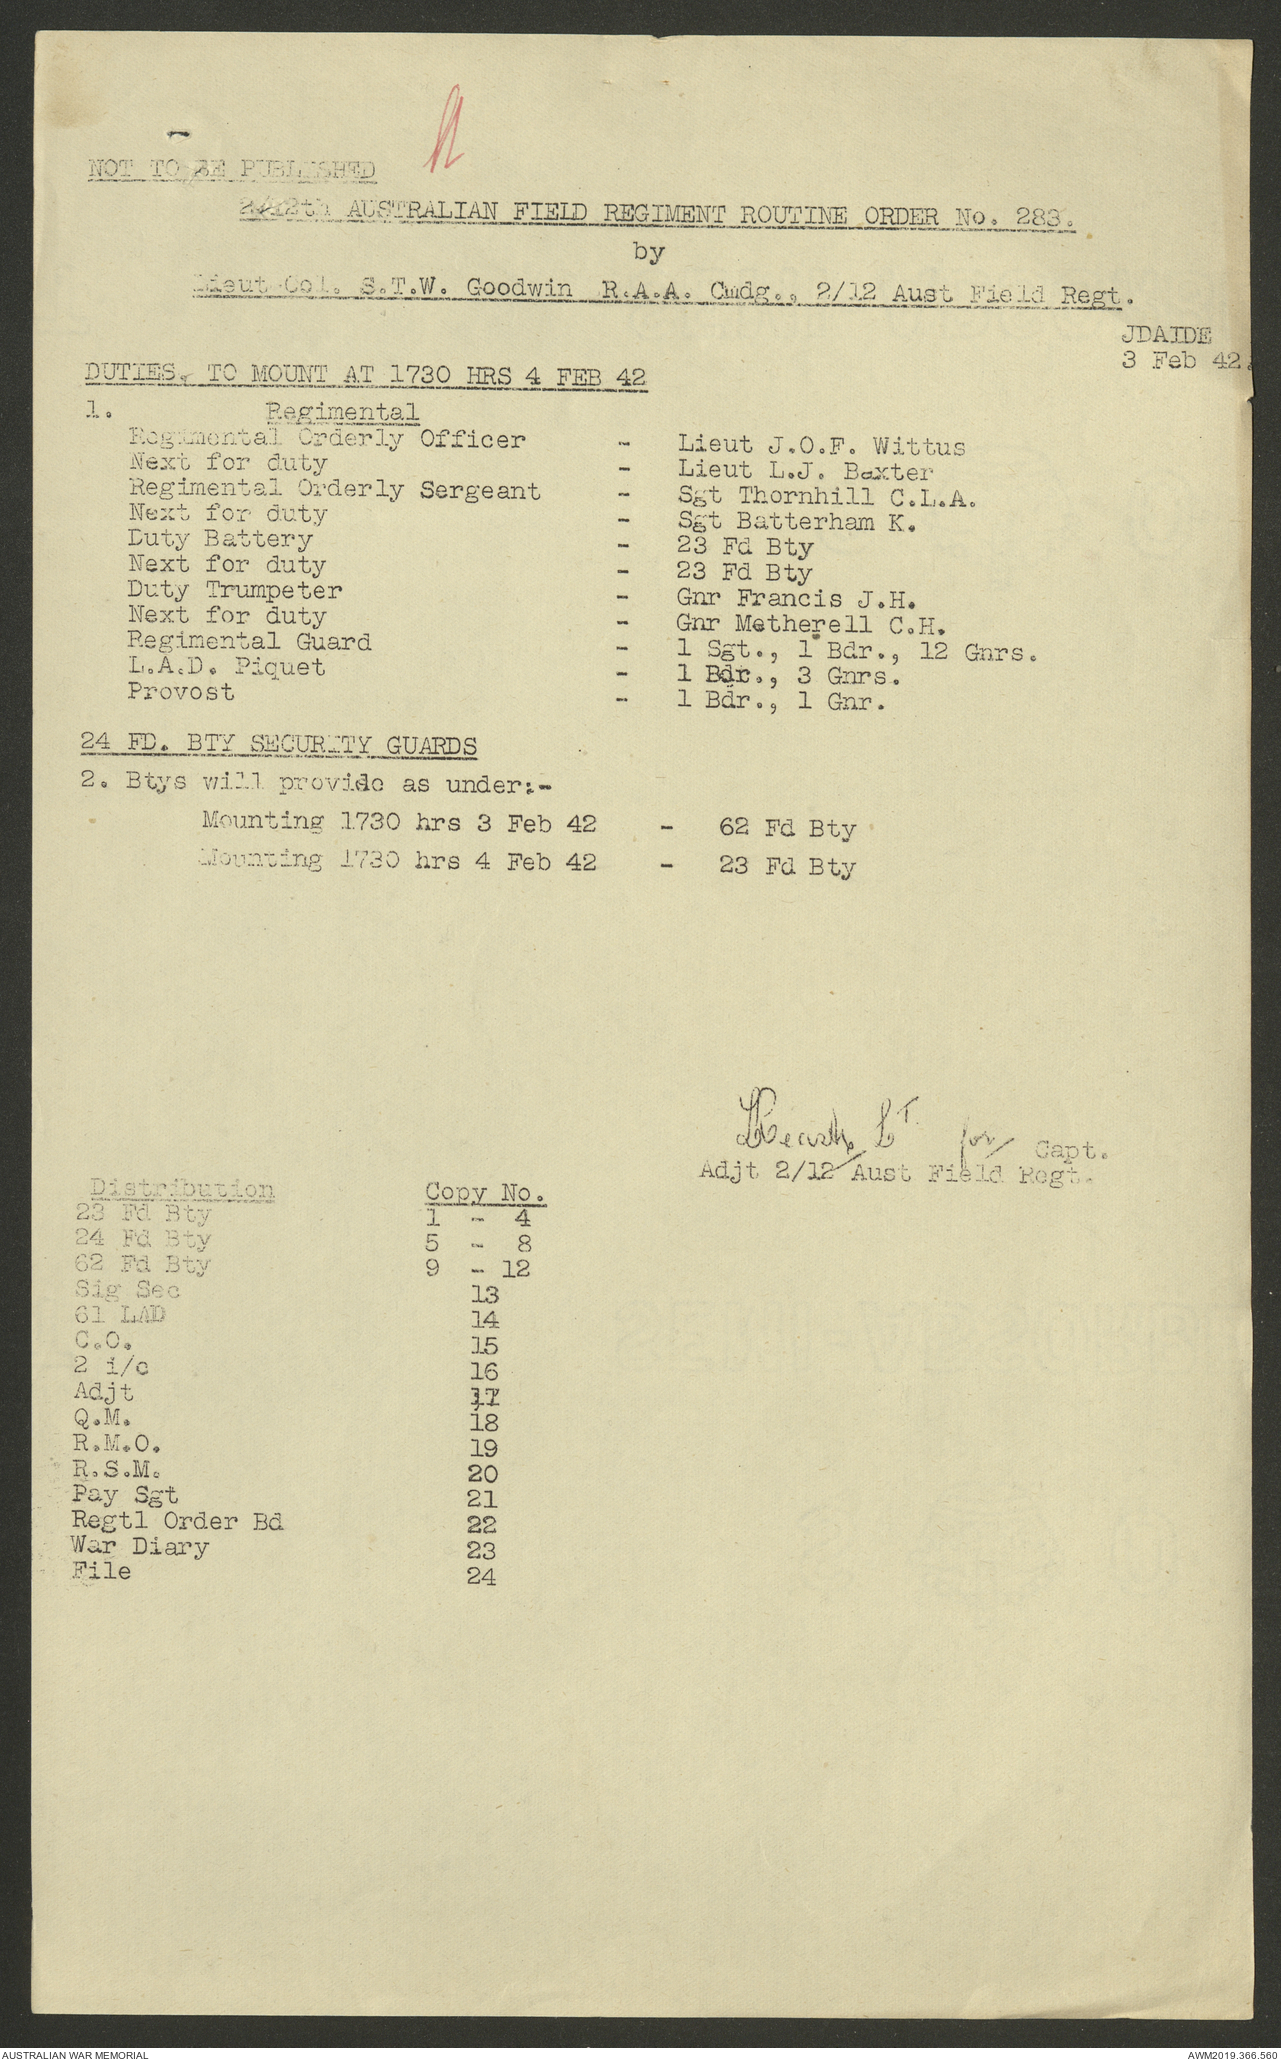 NOT TO BE PUBLISHED
2/12th AUSTRALIAN FIELD REGIMENT ROUTINE ORDER No. 283.
by
Lieut-Col. S.T.W. Goodwin R.A.A. Cmdg., 2/12 Aust Field Regt.
JDAIDE
3 Feb 42.
DUTIES, TO MOUNT AT 1730 HRS 4 FEB 42
1. Regimental
Regimental Orderly Officer - Lieut J.O.F. Wittus
Next for duty - Lieut L.J. Baxter
Regimental Orderly Sergeant - Sgt Thornhill C.L.A.
Next for duty - Sgt Batterham K.
Duty Battery - 23 Fd Bty
Next for duty - 23 Fd Bty
Duty Trumpeter - Gnr Francis J.H.
Next for duty - Gnr Metherell C.H.
Regimental Guard - 1 Sgt., 1 Bdr., 12 Gnrs.
L.A.D. Piquet - 1 Bdr., 3 Gnrs.
Provost - 1 Bdr., 1 Gnr.
24 FD. BTY SECURITY GUARDS
2. Btys will provide as under:-
Mounting 1730 hrs 3 Feb 42 - 62 Fd Bty
Mounting 1730 hrs 4 Feb 42 - 23 Fd Bty
Lt for Capt.
Adjt 2/12 Aust Field Regt.
Distribution Copy No.
23 Fd Bty 1 - 4
24 Fd Bty 5 - 8
62 Fd Bty 9 - 12
Sig Sec 13
61 LAD 14
C.O. 15
2 i/c 16
Adjt 17
Q.M. 18
R.M.O. 19
R.S.M. 20
Pay Sgt 21
Regtl Order Bd 22
War Diary 23
File 24
AUSTRALIAN WAR MEMORIAL
AWM2019.366.560